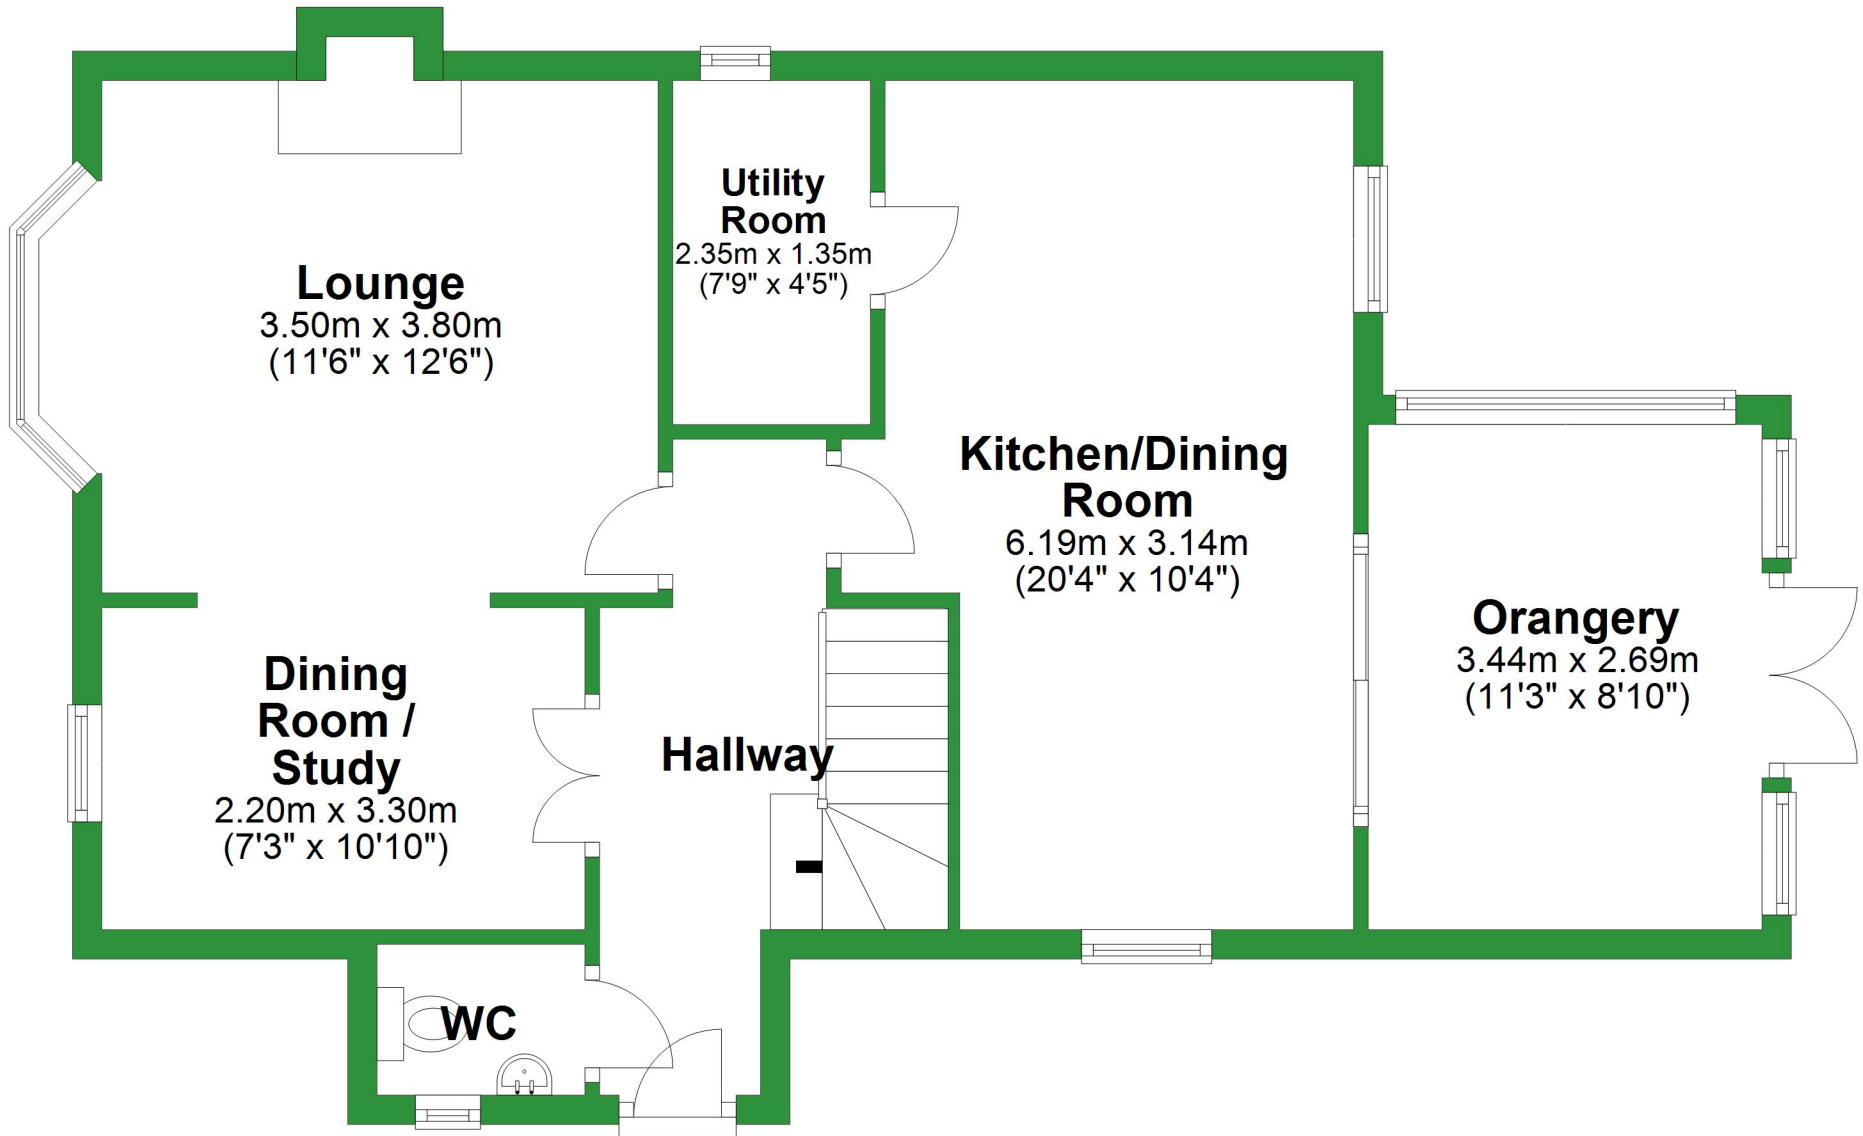 Utility
Room
2.35m x 1.35m
(7'9" x 4'5")
Lounge
3.50m x 3.80m
(11'6" x 12'6")
Kitchen/Dining
Room
6.19m x 3.14m
(20'4" x 10'4")
Orangery
3.44m x 2.69m
(11'3" x 8'10")
Dining
Room /
Study
2.20m x 3.30m
(7'3" x 10'10")
Hallway
WC